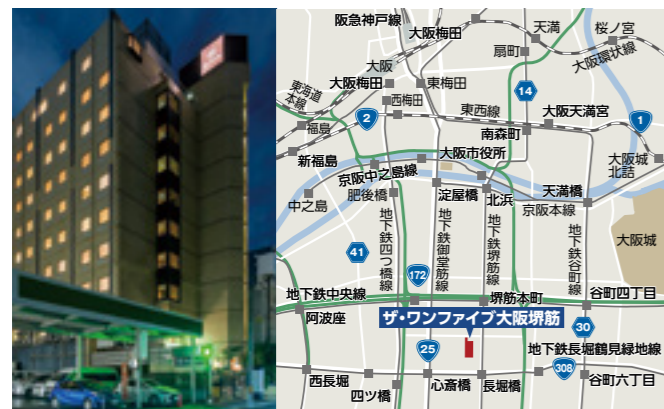 阪急神戸線
大阪梅田
天満
桜ノ宮
扇町
大阪環状線
大阪
大阪梅田
東梅田
東海道本線
西梅田
14
2
東西線
大阪天満宮
1
福島
南森町
新福島
大阪市役所
大阪城北詰
京阪中之島線
中之島
肥後橋
淀屋橋
北浜
天満橋
京阪本線
大阪城
地下鉄四つ橋線
地下鉄御堂筋線
地下鉄堺筋線
地下鉄谷町線
41
172
地下鉄中央線
堺筋本町
谷町四丁目
阿波座
ザ・ワンファイブ大阪堺筋
30
25
地下鉄長堀鶴見緑地線
308
西長堀
四ツ橋
心斎橋
長堀橋
谷町六丁目